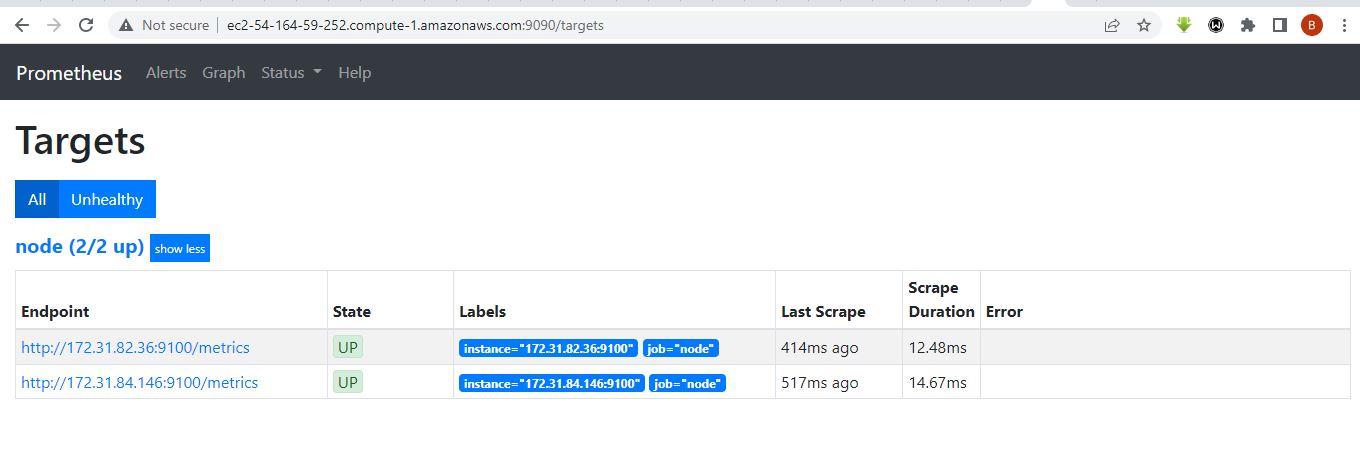 Not secure ec2-54-164-59-252.compute-1.amazonaws.com:9090/targets B
Prometheus Alerts Graph Status Help
Targets
All Unhealthy
node (2/2 up) show less
Endpoint State Labels Last Scrape Scrape Duration Error
http://172.31.82.36:9100/metrics UP instance="172.31.82.36:9100" job="node" 414ms ago 12.48ms
http://172.31.84.146:9100/metrics UP instance="172.31.84.146:9100" job="node" 517ms ago 14.67ms